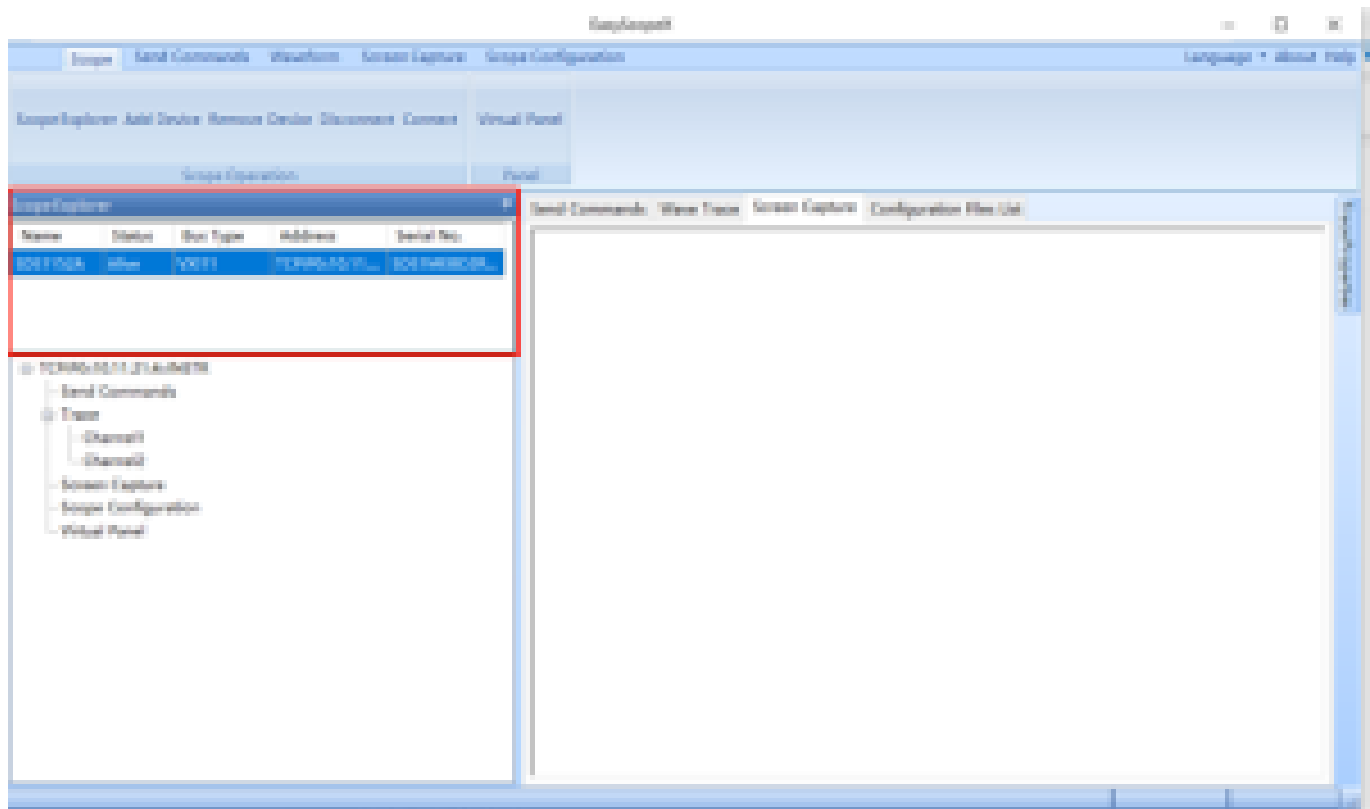 EasyScopeX
Scope Send Commands Waveform Screen Capture Scope Configuration Language About Help
ScopeExplorer Add Device Remove Device Disconnect Connect Virtual Panel
Scope Operation Panel
ScopeExplorer
Send Commands Wave Trace Screen Capture Configuration Files List
Name Status Bus Type Address Serial No.
Alive VXI11
Send Commands
Trace
Channel1
Channel2
Screen Capture
Scope Configuration
Virtual Panel